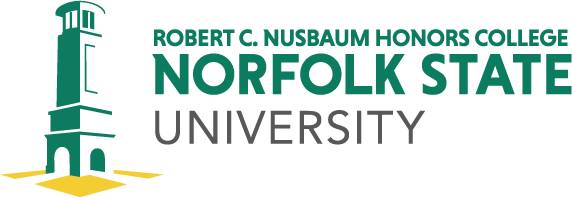 ROBERT C. NUSBAUM HONORS COLLEGE
NORFOLK STATE
UNIVERSITY